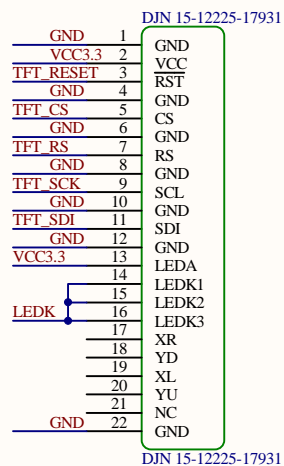 DJN 15-12225-17931
GND 1 GND
VCC3.3 2 VCC
TFT_RESET 3 RST
GND 4 GND
TFT_CS 5 CS
GND 6 GND
TFT_RS 7 RS
GND 8 GND
TFT_SCK 9 SCL
GND 10 GND
TFT_SDI 11 SDI
GND 12 GND
VCC3.3 13 LEDA
14 LEDK1
15 LEDK2
LEDK 16 LEDK3
17 XR
18 YD
19 XL
20 YU
21 NC
GND 22 GND
DJN 15-12225-17931